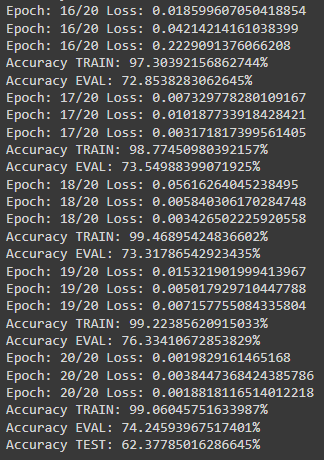 Epoch: 16/20 Loss: 0.018599607050418854
Epoch: 16/20 Loss: 0.04214214161038399
Epoch: 16/20 Loss: 0.2229091376066208
Accuracy TRAIN: 97.30392156862744%
Accuracy EVAL: 72.8538283062645%
Epoch: 17/20 Loss: 0.007329778280109167
Epoch: 17/20 Loss: 0.010187733918428421
Epoch: 17/20 Loss: 0.003171817399561405
Accuracy TRAIN: 98.77450980392157%
Accuracy EVAL: 73.54988399071925%
Epoch: 18/20 Loss: 0.05616264045238495
Epoch: 18/20 Loss: 0.005840306170284748
Epoch: 18/20 Loss: 0.003426502225920558
Accuracy TRAIN: 99.46895424836602%
Accuracy EVAL: 73.31786542923435%
Epoch: 19/20 Loss: 0.015321901999413967
Epoch: 19/20 Loss: 0.005017929710447788
Epoch: 19/20 Loss: 0.007157755084335804
Accuracy TRAIN: 99.22385620915033%
Accuracy EVAL: 76.33410672853829%
Epoch: 20/20 Loss: 0.0019829161465168
Epoch: 20/20 Loss: 0.0038447368424385786
Epoch: 20/20 Loss: 0.0018818116514012218
Accuracy TRAIN: 99.06045751633987%
Accuracy EVAL: 74.24593967517401%
Accuracy TEST: 62.37785016286645%